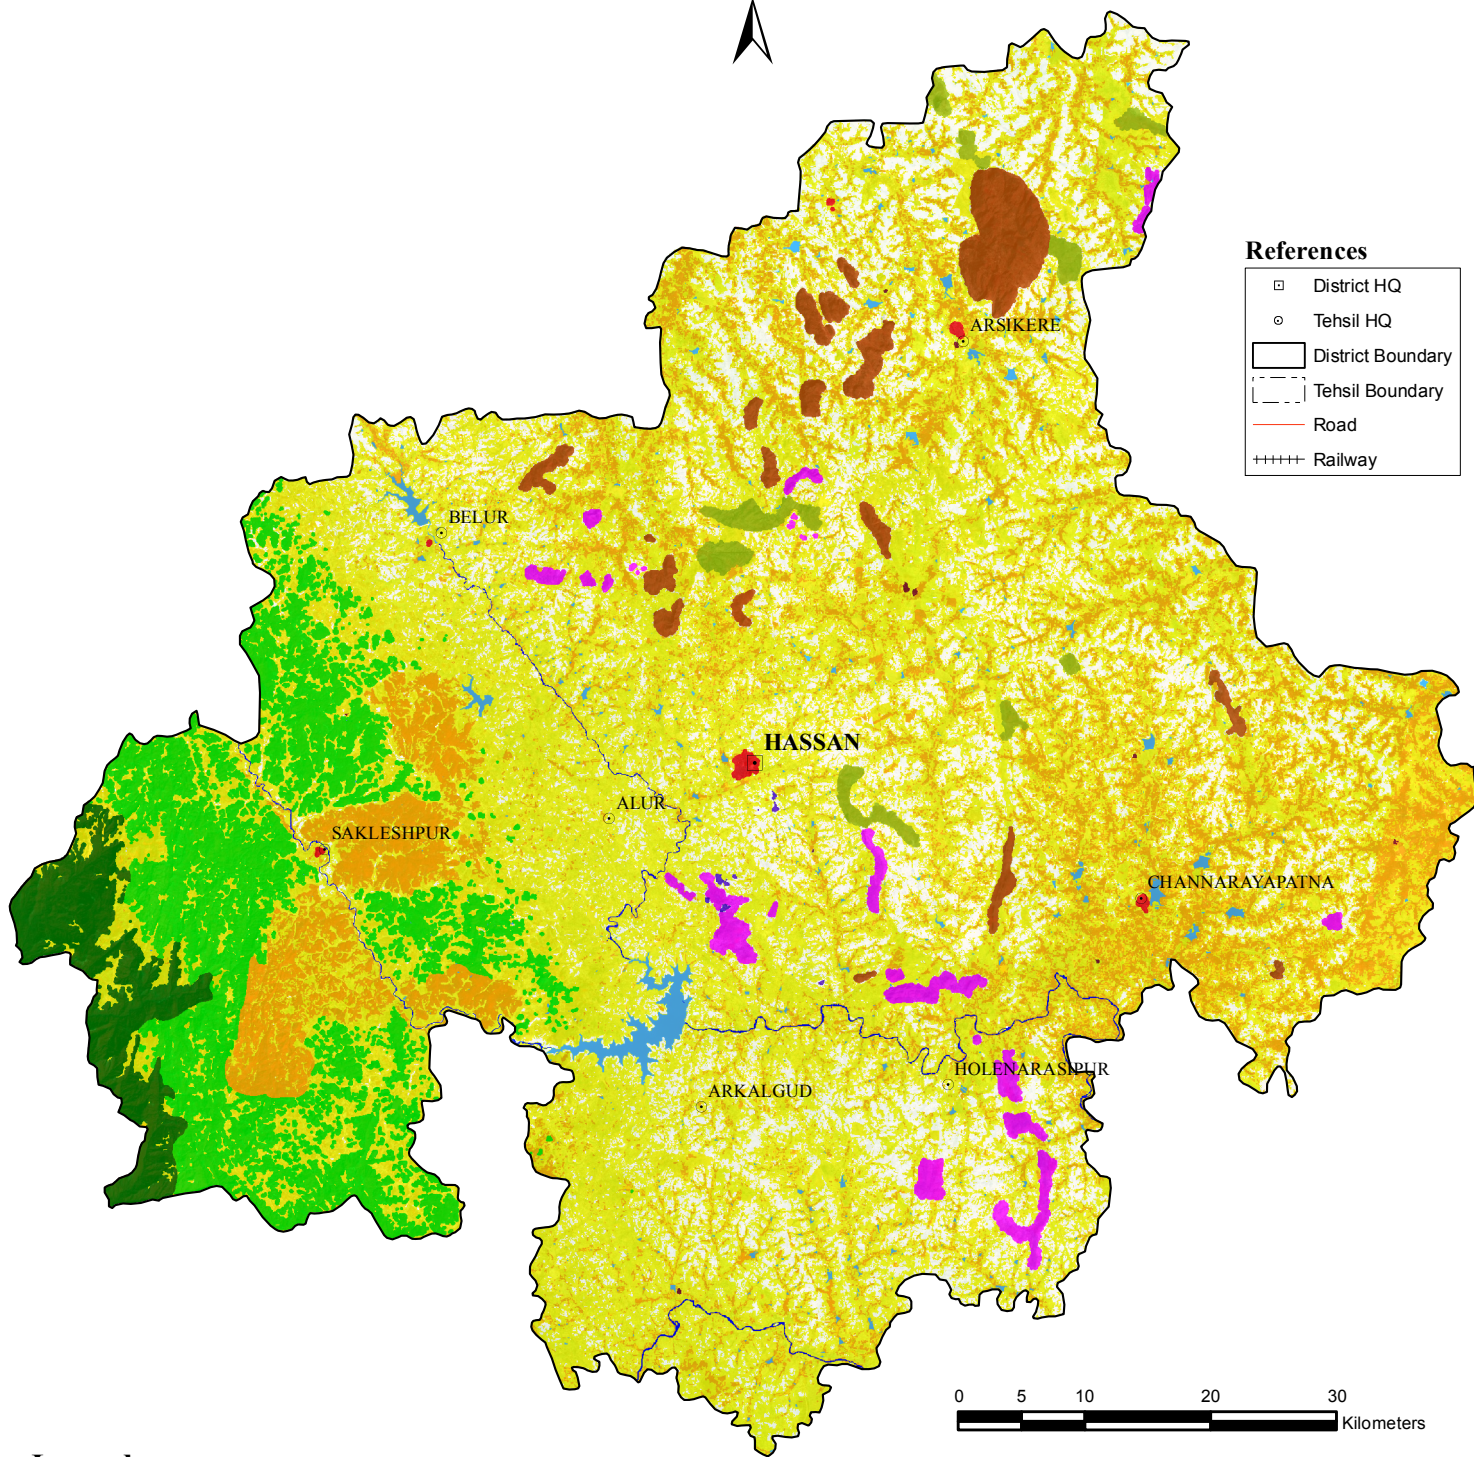 References
District HQ
Tehsil HQ
District Boundary
Tehsil Boundary
Road
Railway
ARSIKERE
BELUR
HASSAN
ALUR
SAKLESHPUR
CHANNARAYAPATNA
HOLENARASIPUR
ARKALGUD
0 5 10 20 30
Kilometers